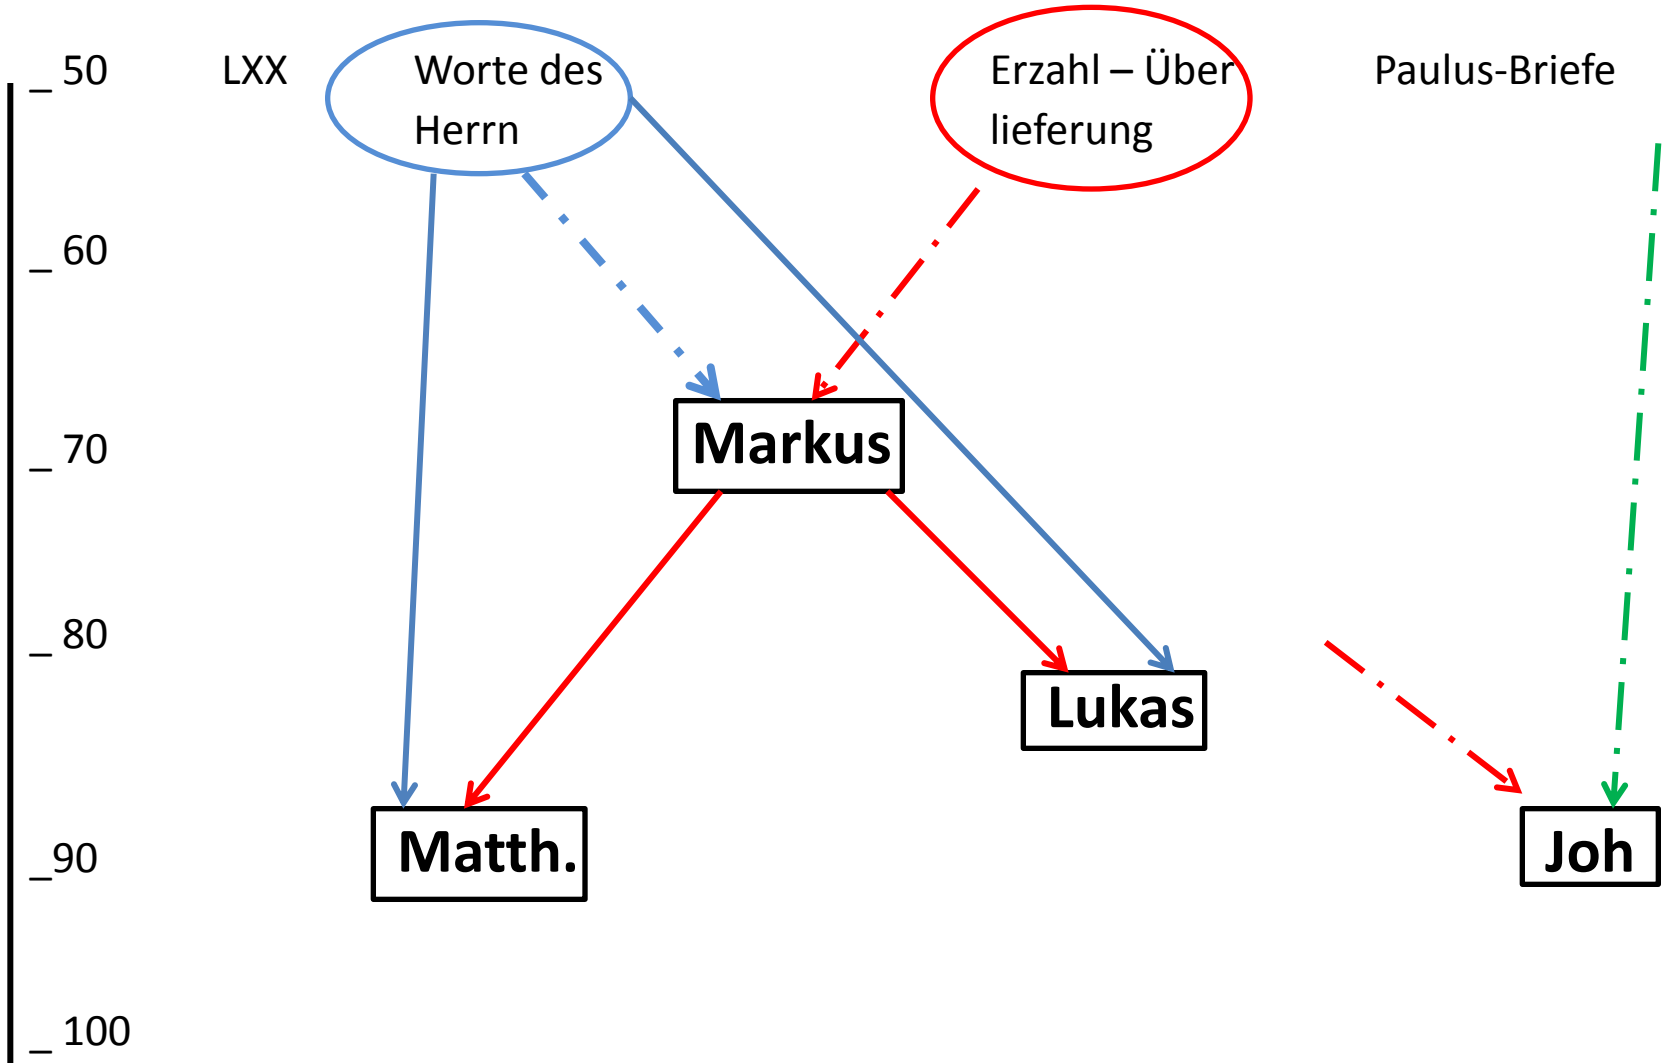 _ 50 LXX Worte des Erzahl – Über Paulus-Briefe
Herrn lieferung
_ 60
Markus
_ 70
_ 80
Lukas
Matth. Joh
_90
_ 100